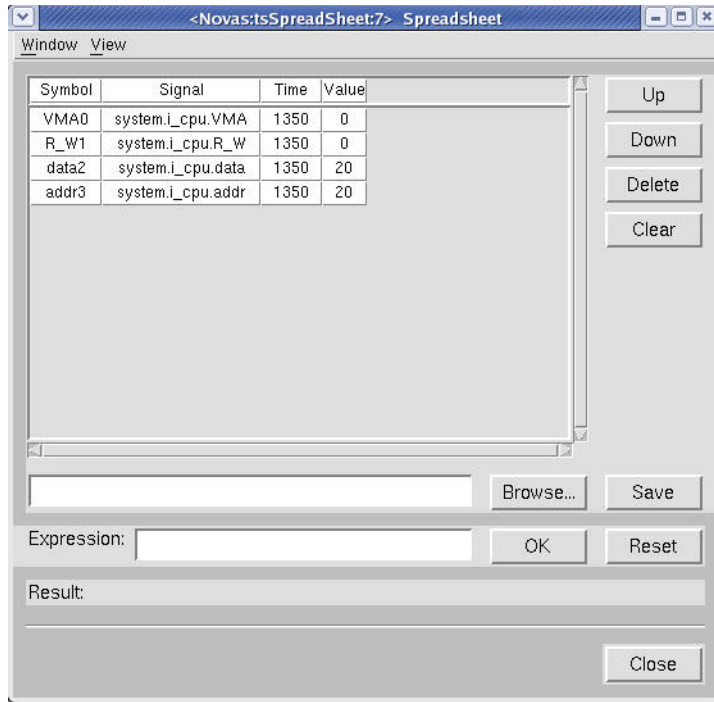 <Novas:tsSpreadSheet:7> Spreadsheet
Window View
Symbol Signal Time Value
Up
VMA0 system.i_cpu.VMA 1350 0
R_W1 system.i_cpu.R_W 1350 0
Down
data2 system.i_cpu.data 1350 20
addr3 system.i_cpu.addr 1350 20
Delete
Clear
Browse... Save
Expression: OK Reset
Result:
Close